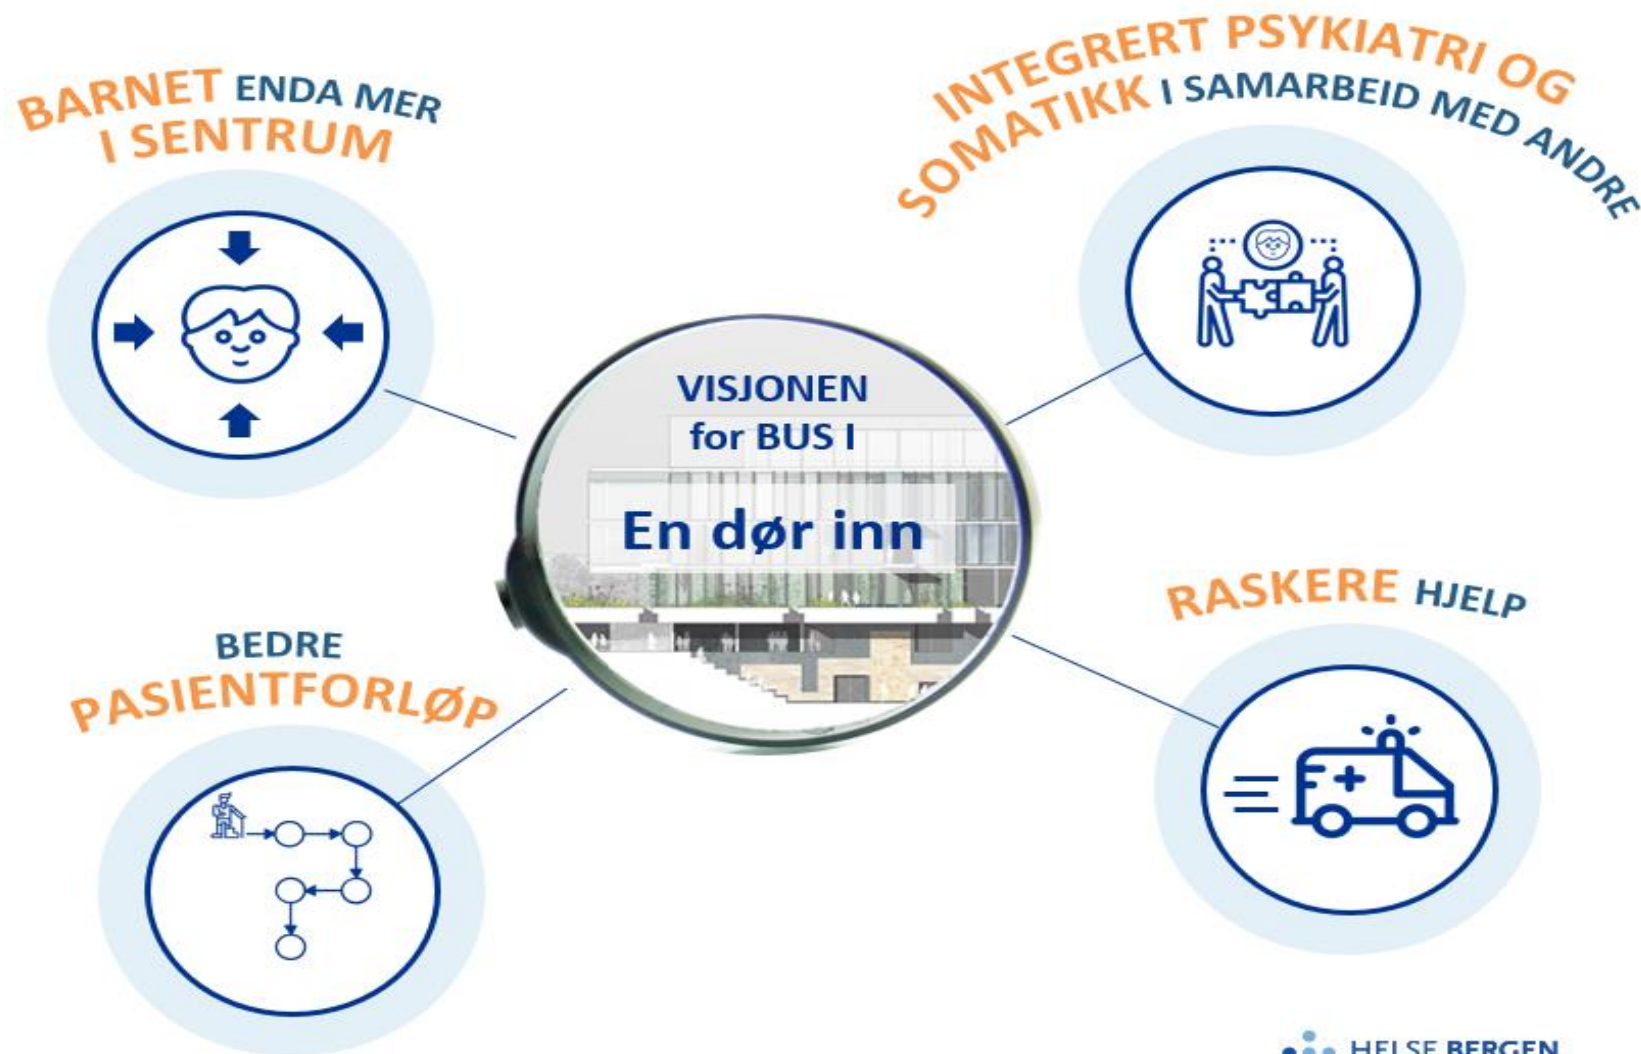 BARNET ENDA MER
I SENTRUM
INTEGRERT PSYKIATRI OG
SOMATIKK I SAMARBEID MED ANDRE
VISJONEN
for BUS I
En dør inn
BEDRE
PASIENTFORLØP
RASKERE HJELP
HELSE BERGEN